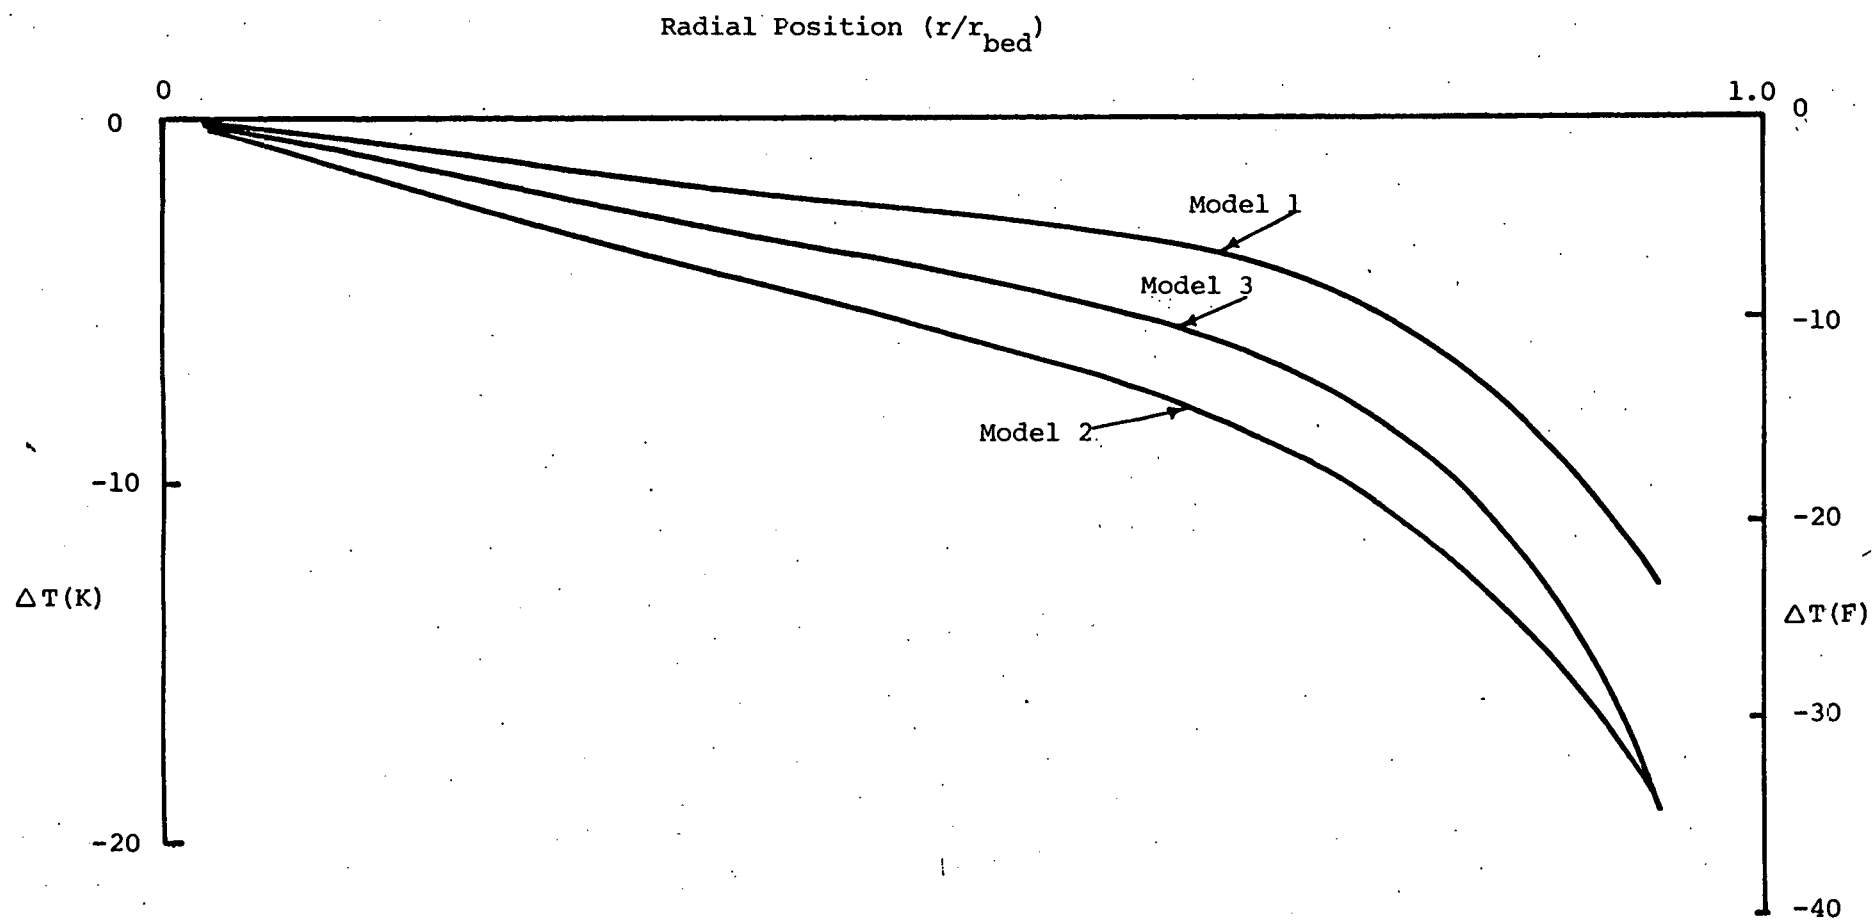 Radial Position (r/rbed)
0
1.0
0
0
Model 1
Model 3
-10
Model 2
-10
-20
ΔT(K)
ΔT(F)
-30
-20
-40